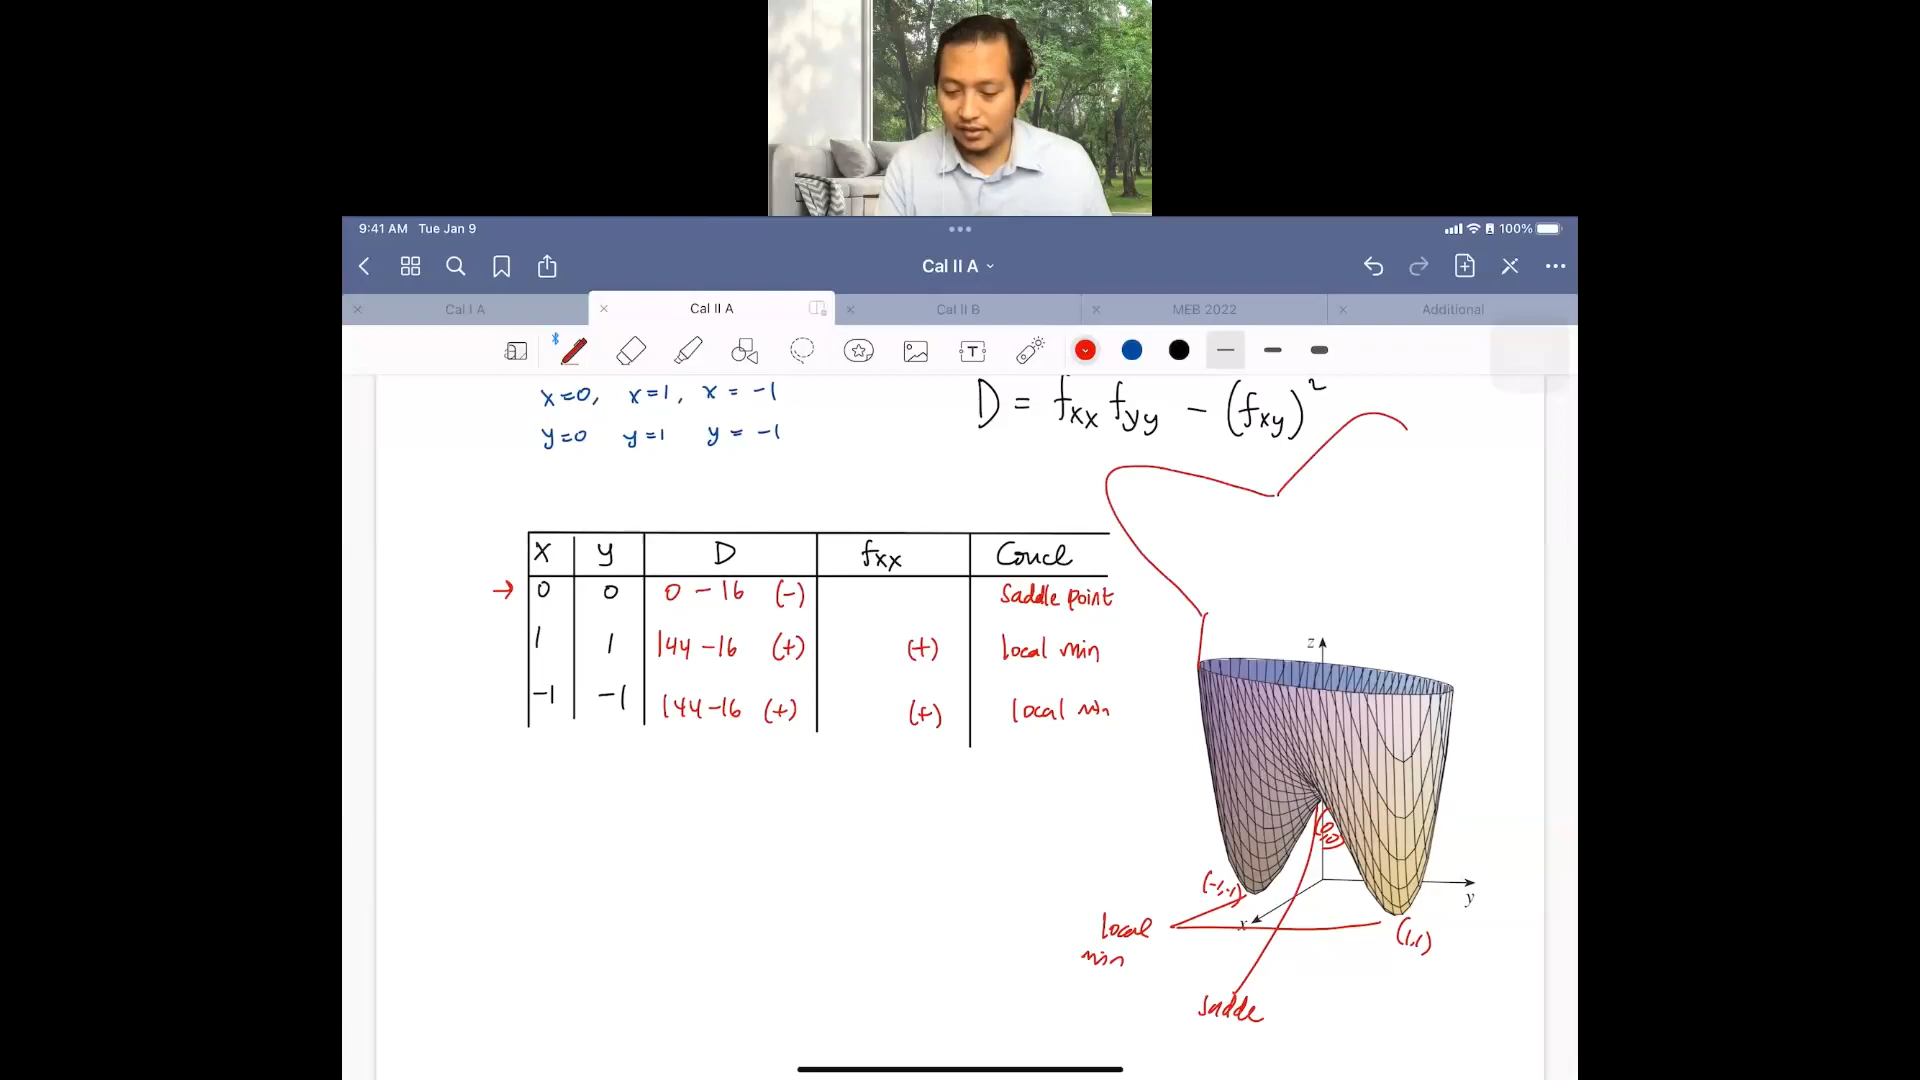 9:41 AM Tue Jan 9
100%
Cal II A
Cal I A
Cal II A
Cal II B
MEB 2022
Additional
T
x=0, x=1, x = -1
y=0 y=1 y = -1
D = fxx fyy - (fxy)²
x y D fxx Concl
→ 0 0 0 - 16 (-) Saddle point
1 1 144 - 16 (+) (+) local min
-1 -1 144 - 16 (+) (+) local min
z
(0,0)
(-1,-1)
y
x
local
min
(1,1)
sadde